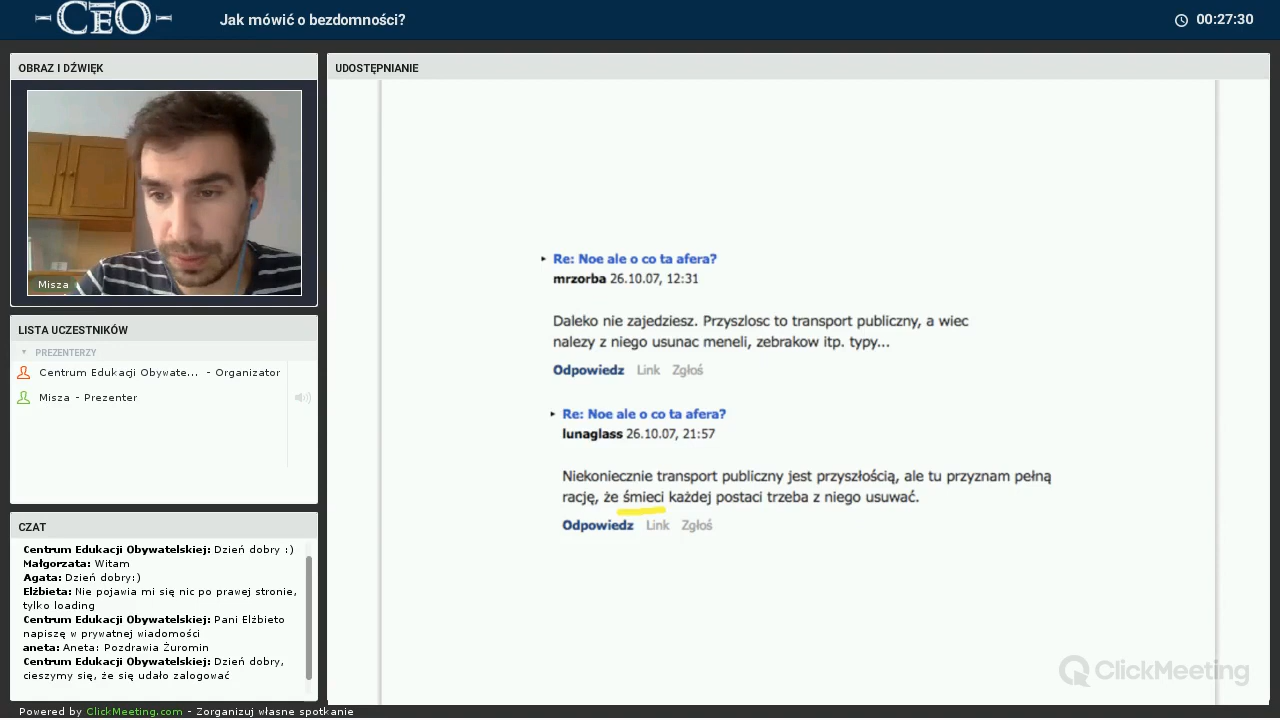 CEO
Jak mówić o bezdomności?
00:27:30
OBRAZ I DŹWIĘK
Misza
LISTA UCZESTNIKÓW
PREZENTERZY
Centrum Edukacji Obywate... - Organizator
Misza - Prezenter
CZAT
Centrum Edukacji Obywatelskiej: Dzień dobry :)
Małgorzata: Witam
Agata: Dzień dobry:)
Elżbieta: Nie pojawia mi się nic po prawej stronie,
tylko loading
Centrum Edukacji Obywatelskiej: Pani Elżbieto
napiszę w prywatnej wiadomości
aneta: Aneta: Pozdrawia Żuromin
Centrum Edukacji Obywatelskiej: Dzień dobry,
cieszymy się, że się udało zalogować
UDOSTĘPNIANIE
Re: Noe ale o co ta afera?
mrzorba 26.10.07, 12:31
Daleko nie zajedziesz. Przyszlosc to transport publiczny, a wiec
nalezy z niego usunac meneli, zebrakow itp. typy...
Odpowiedz Link Zgłoś
Re: Noe ale o co ta afera?
lunaglass 26.10.07, 21:57
Niekoniecznie transport publiczny jest przyszłością, ale tu przyznam pełną
rację, że śmieci każdej postaci trzeba z niego usuwać.
Odpowiedz Link Zgłoś
ClickMeeting
Powered by ClickMeeting.com - Zorganizuj własne spotkanie